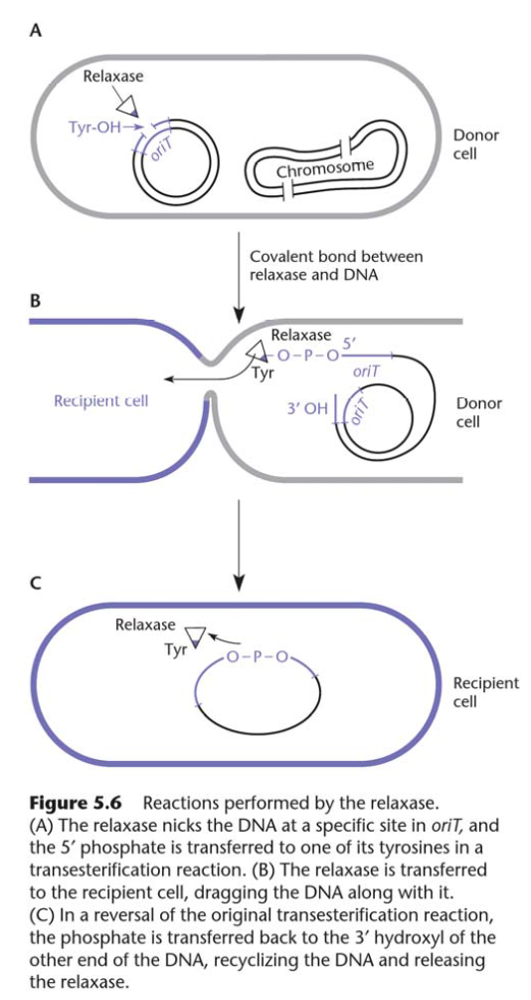 A
Relaxase
Tyr-OH
oriT
Chromosome
Donor
cell
Covalent bond between
relaxase and DNA
B
Relaxase
O–P–O
5′
Tyr
oriT
Recipient cell
3′ OH
oriT
Donor
cell
C
Relaxase
Tyr
O–P–O
Recipient
cell
Figure 5.6 Reactions performed by the relaxase.
(A) The relaxase nicks the DNA at a specific site in oriT, and
the 5′ phosphate is transferred to one of its tyrosines in a
transesterification reaction. (B) The relaxase is transferred
to the recipient cell, dragging the DNA along with it.
(C) In a reversal of the original transesterification reaction,
the phosphate is transferred back to the 3′ hydroxyl of the
other end of the DNA, recyclizing the DNA and releasing
the relaxase.